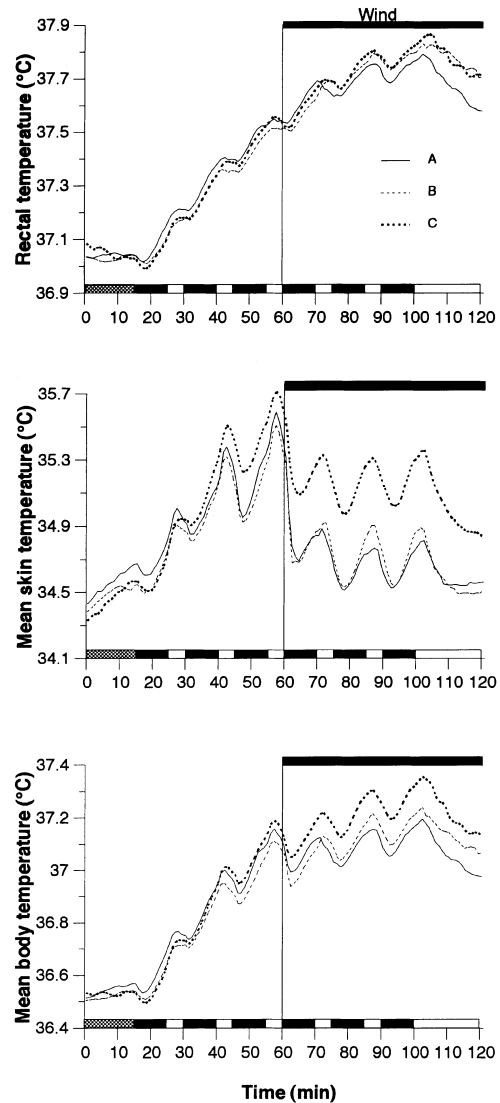 Wind
37.9
37.7
37.5
37.3
37.1
36.9
Rectal temperature (°C)
A
B
C
0 10 20 30 40 50 60 70 80 90 100 120
35.7
35.3
34.9
34.5
34.1
Mean skin temperature (°C)
0 10 20 30 40 50 60 70 80 90 100 120
37.4
37.2
37
36.8
36.6
36.4
Mean body temperature (°C)
0 10 20 30 40 50 60 70 80 90 100 120
Time (min)